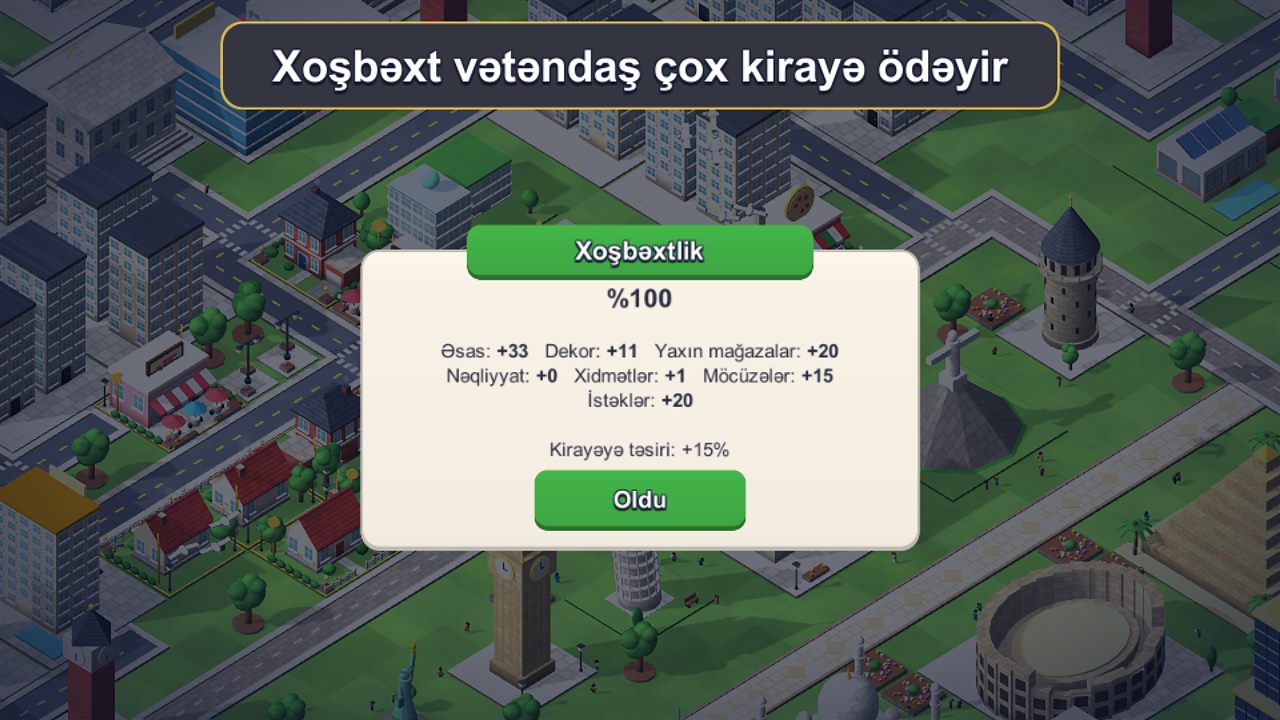 Xoşbəxt vətəndaş çox kirayə ödəyir
Xoşbəxtlik
%100
Əsas: +33 Dekor: +11 Yaxın mağazalar: +20
Nəqliyyat: +0 Xidmətlər: +1 Möcüzələr: +15
İstəklər: +20
Kirayəyə təsiri: +15%
Oldu